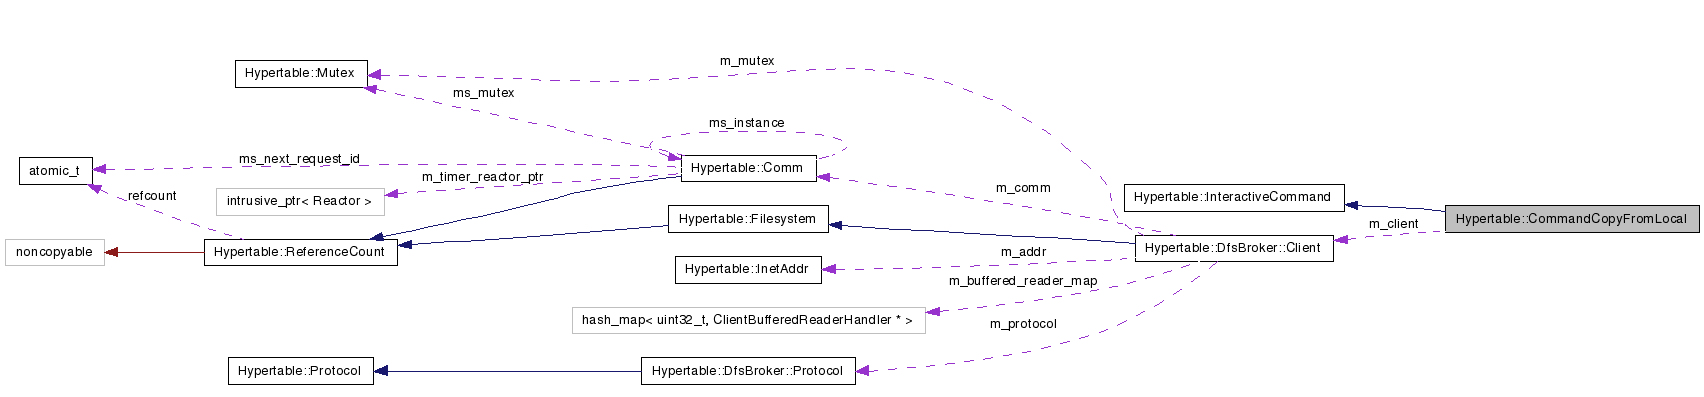 m_mutex
Hypertable::Mutex
ms_mutex
ms_instance
ms_next_request_id
Hypertable::Comm
atomic_t
m_timer_reactor_ptr
m_comm
Hypertable::InteractiveCommand
refcount
intrusive_ptr< Reactor >
Hypertable::Filesystem
m_client
Hypertable::CommandCopyFromLocal
noncopyable
Hypertable::ReferenceCount
m_addr
Hypertable::DfsBroker::Client
Hypertable::InetAddr
m_buffered_reader_map
hash_map< uint32_t, ClientBufferedReaderHandler * >
m_protocol
Hypertable::Protocol
Hypertable::DfsBroker::Protocol